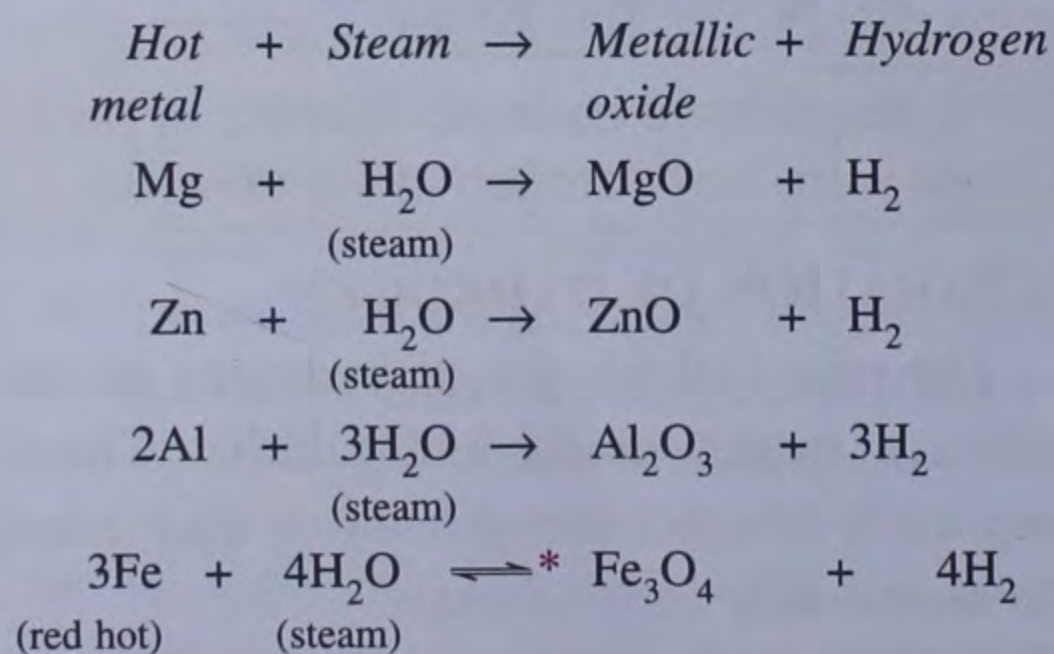 Hot + Steam → Metallic + Hydrogen
metal oxide
Mg + H₂O → MgO + H₂
(steam)
Zn + H₂O → ZnO + H₂
(steam)
2Al + 3H₂O → Al₂O₃ + 3H₂
(steam)
3Fe + 4H₂O ⇌* Fe₃O₄ + 4H₂
(red hot) (steam)